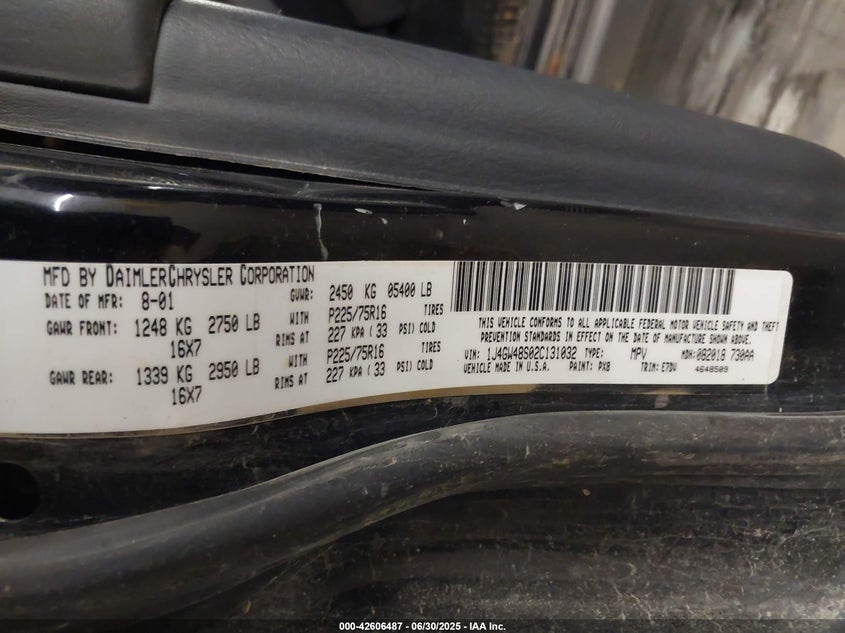 MFD BY DAIMLERCHRYSLER CORPORATION
DATE OF MFR: 8-01 GVWR: 2450 KG 05400 LB
GAWR FRONT: 1248 KG 2750 LB WITH P225/75R16 TIRES
16X7 RIMS AT 227 KPA ( 33 PSI) COLD
GAWR REAR: 1339 KG 2950 LB WITH P225/75R16 TIRES
16X7 RIMS AT 227 KPA ( 33 PSI) COLD
THIS VEHICLE CONFORMS TO ALL APPLICABLE FEDERAL MOTOR VEHICLE SAFETY AND THEFT
PREVENTION STANDARDS IN EFFECT ON THE DATE OF MANUFACTURE SHOWN ABOVE.
VIN: 1J4GW48S02C131032 TYPE: MPV MDH: 082018 730AA
VEHICLE MADE IN U.S.A. PAINT: PX8 TRIM: E7DV 4648509
000-42606487 - 06/30/2025 - IAA Inc.